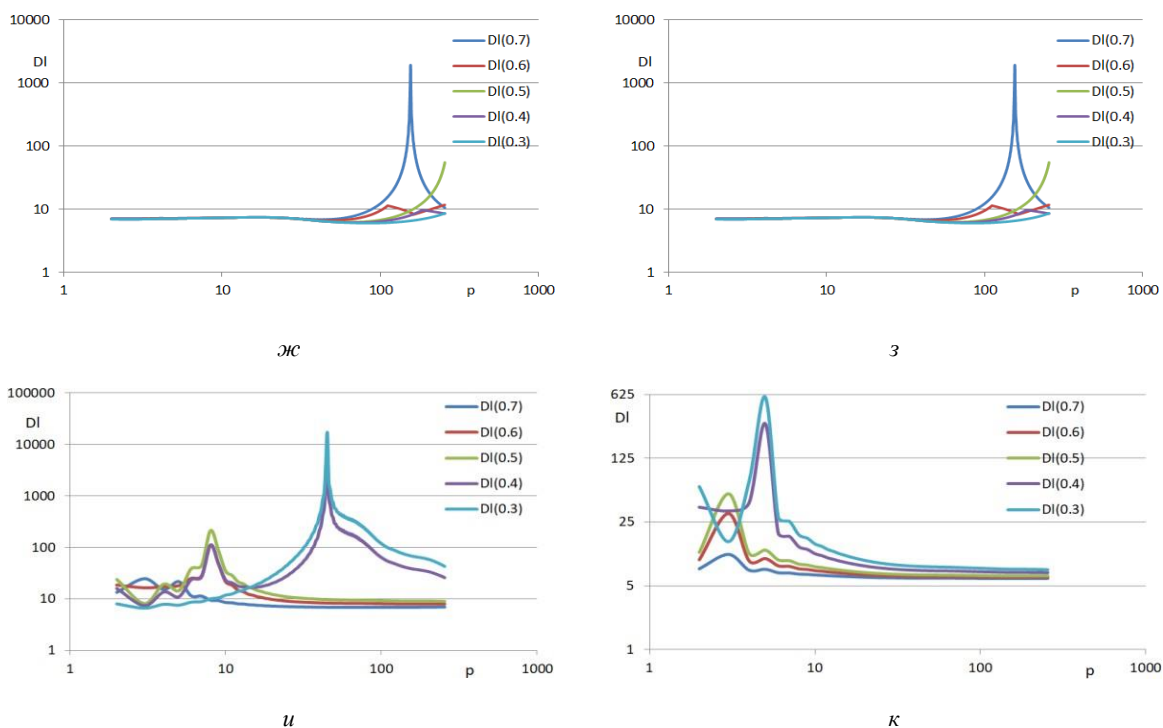 10000
Dl
1000
100
10
1
1
10
100
p
1000
Dl(0.7)
Dl(0.6)
Dl(0.5)
Dl(0.4)
Dl(0.3)
ж
10000
Dl
1000
100
10
1
1
10
100
p
1000
Dl(0.7)
Dl(0.6)
Dl(0.5)
Dl(0.4)
Dl(0.3)
з
100000
Dl
10000
1000
100
10
1
1
10
100
p
1000
Dl(0.7)
Dl(0.6)
Dl(0.5)
Dl(0.4)
Dl(0.3)
и
625
Dl
125
25
5
1
1
10
100
p
1000
Dl(0.7)
Dl(0.6)
Dl(0.5)
Dl(0.4)
Dl(0.3)
к